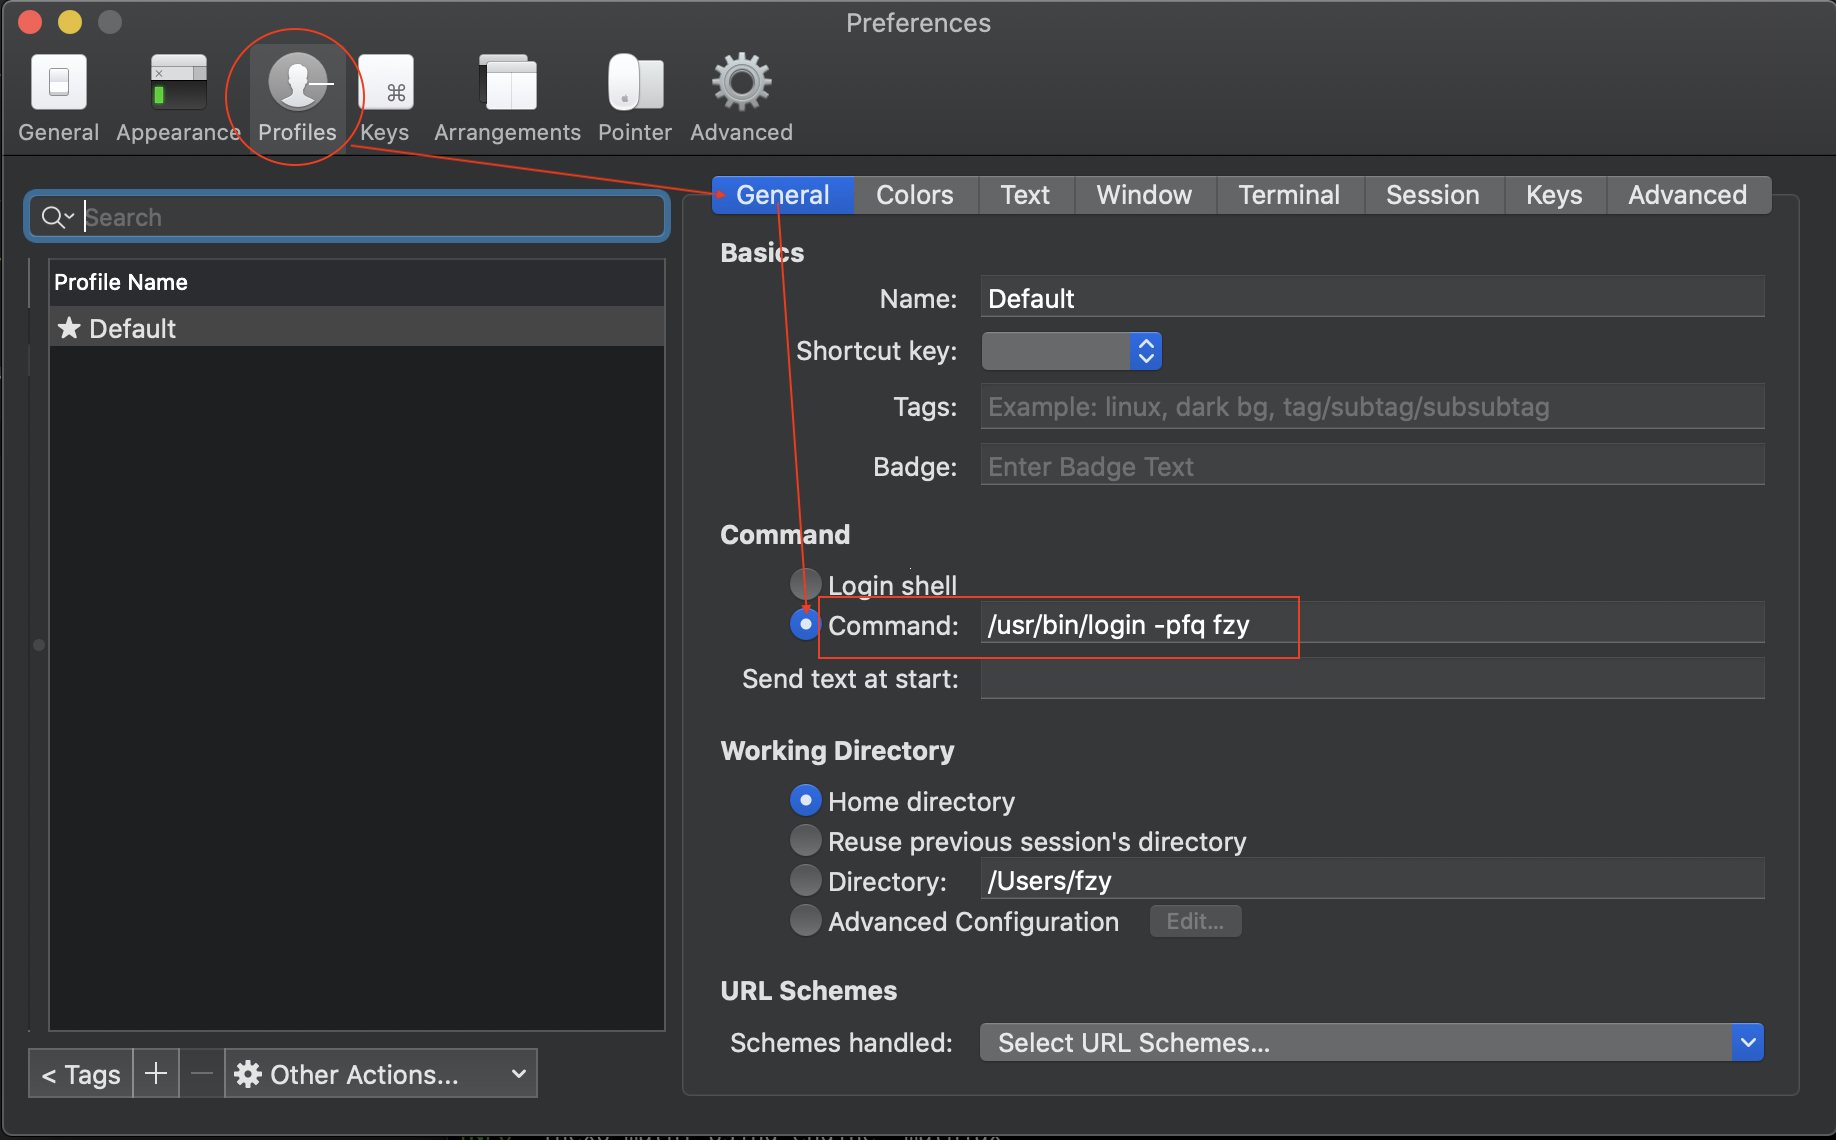 Preferences
General Appearance Profiles Keys Arrangements Pointer Advanced
Search
Profile Name
★ Default
General Colors Text Window Terminal Session Keys Advanced
Basics
Name: Default
Shortcut key:
Tags: Example: linux, dark bg, tag/subtag/subsubtag
Badge: Enter Badge Text
Command
Login shell
Command: /usr/bin/login -pfq fzy
Send text at start:
Working Directory
Home directory
Reuse previous session's directory
Directory: /Users/fzy
Advanced Configuration Edit...
URL Schemes
Schemes handled: Select URL Schemes...
< Tags + — Other Actions...